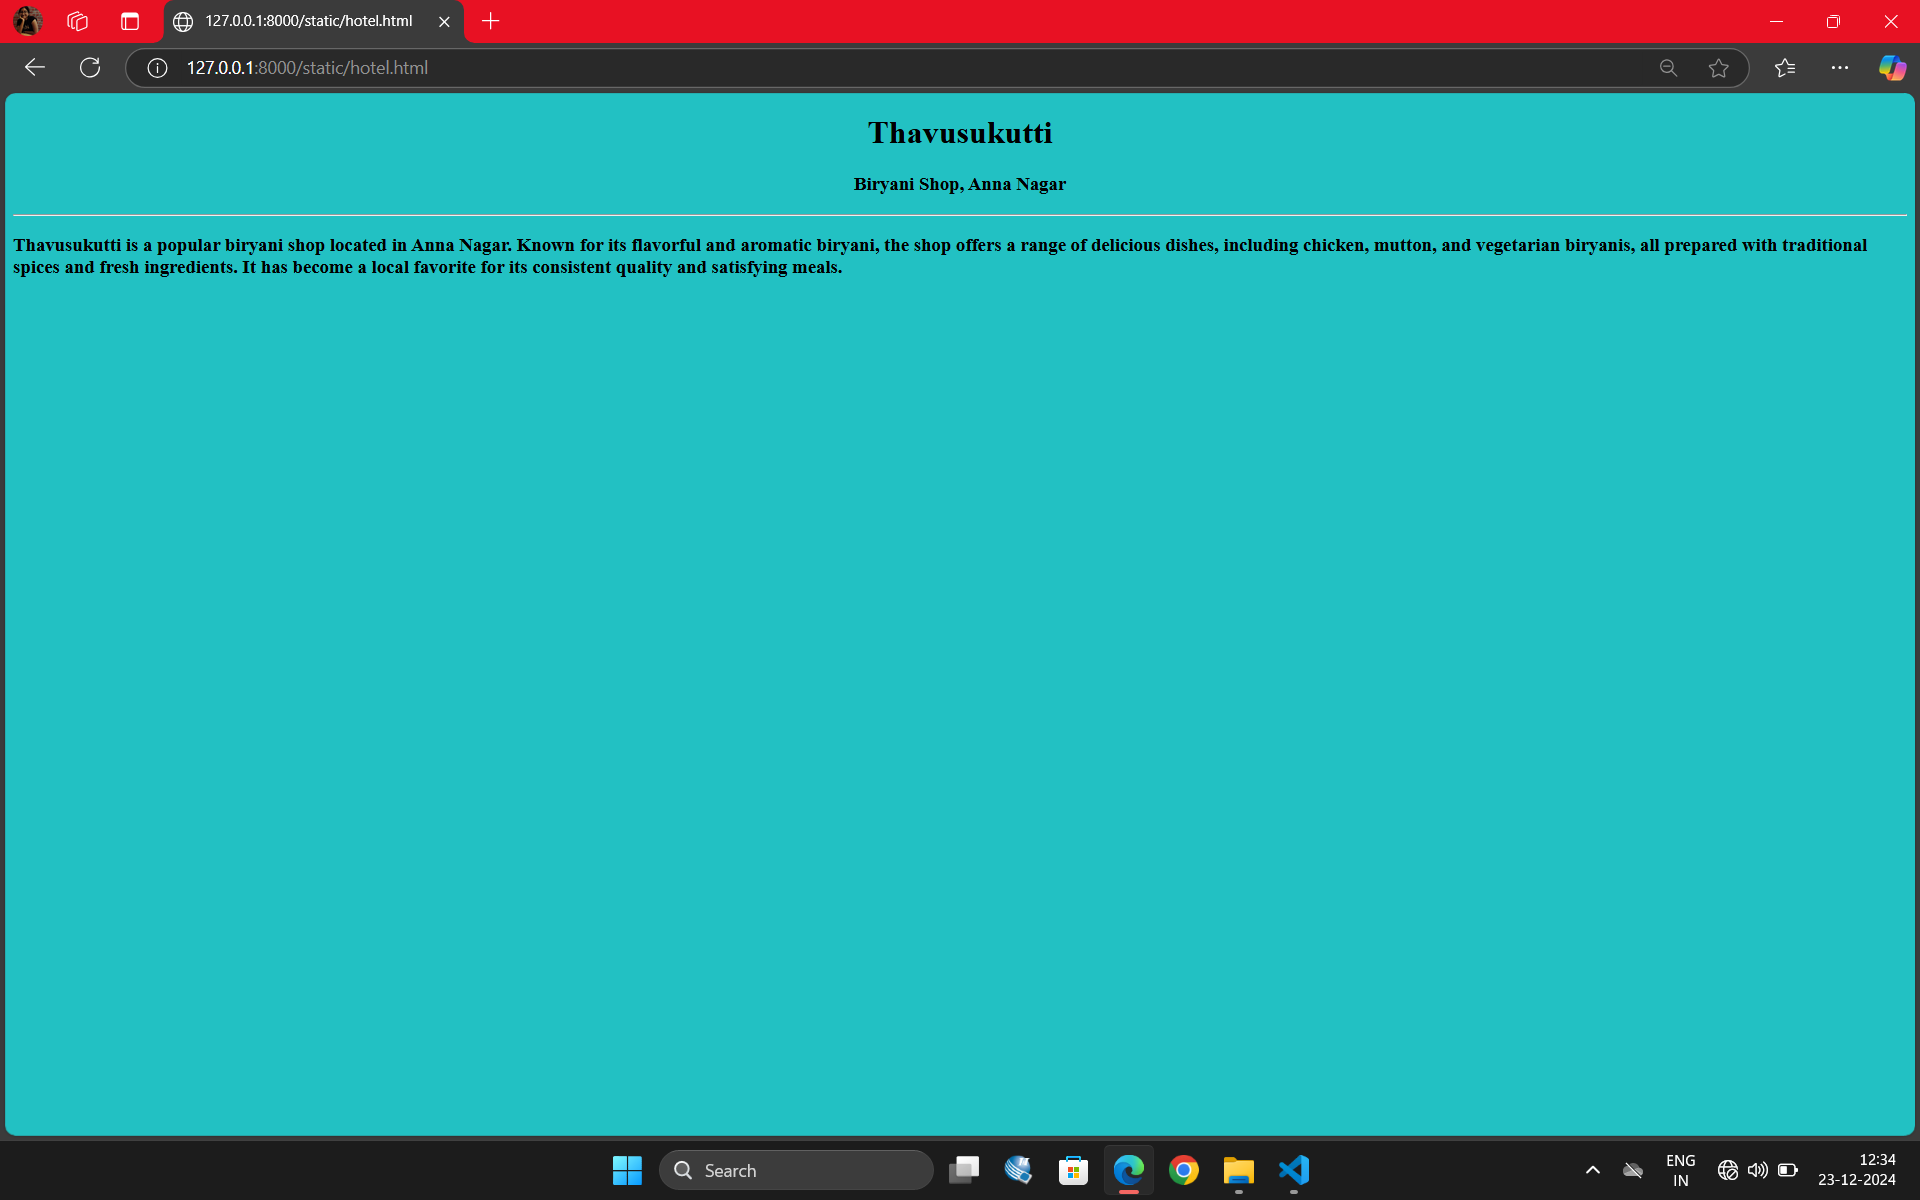 127.0.0.1:8000/static/hotel.html
127.0.0.1:8000/static/hotel.html
Thavusukutti
Biryani Shop, Anna Nagar
Thavusukutti is a popular biryani shop located in Anna Nagar. Known for its flavorful and aromatic biryani, the shop offers a range of delicious dishes, including chicken, mutton, and vegetarian biryanis, all prepared with traditional
spices and fresh ingredients. It has become a local favorite for its consistent quality and satisfying meals.
Search
ENG
IN
12:34
23-12-2024